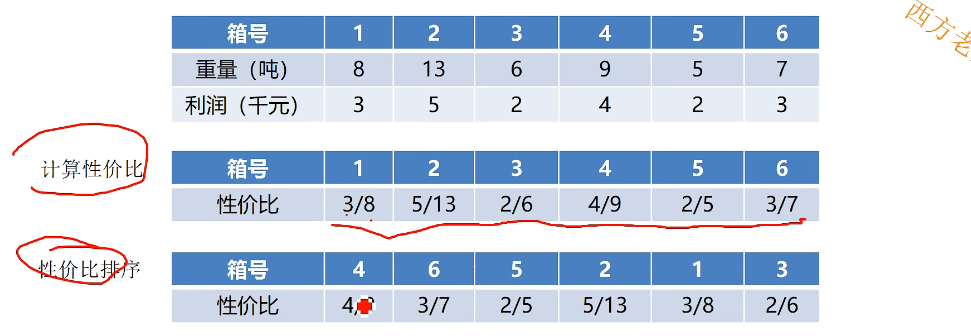 西方老
箱号 1 2 3 4 5 6
重量（吨） 8 13 6 9 5 7
利润（千元） 3 5 2 4 2 3
计算性价比
箱号 1 2 3 4 5 6
性价比 3/8 5/13 2/6 4/9 2/5 3/7
性价比排序
箱号 4 6 5 2 1 3
性价比 4/ 3/7 2/5 5/13 3/8 2/6